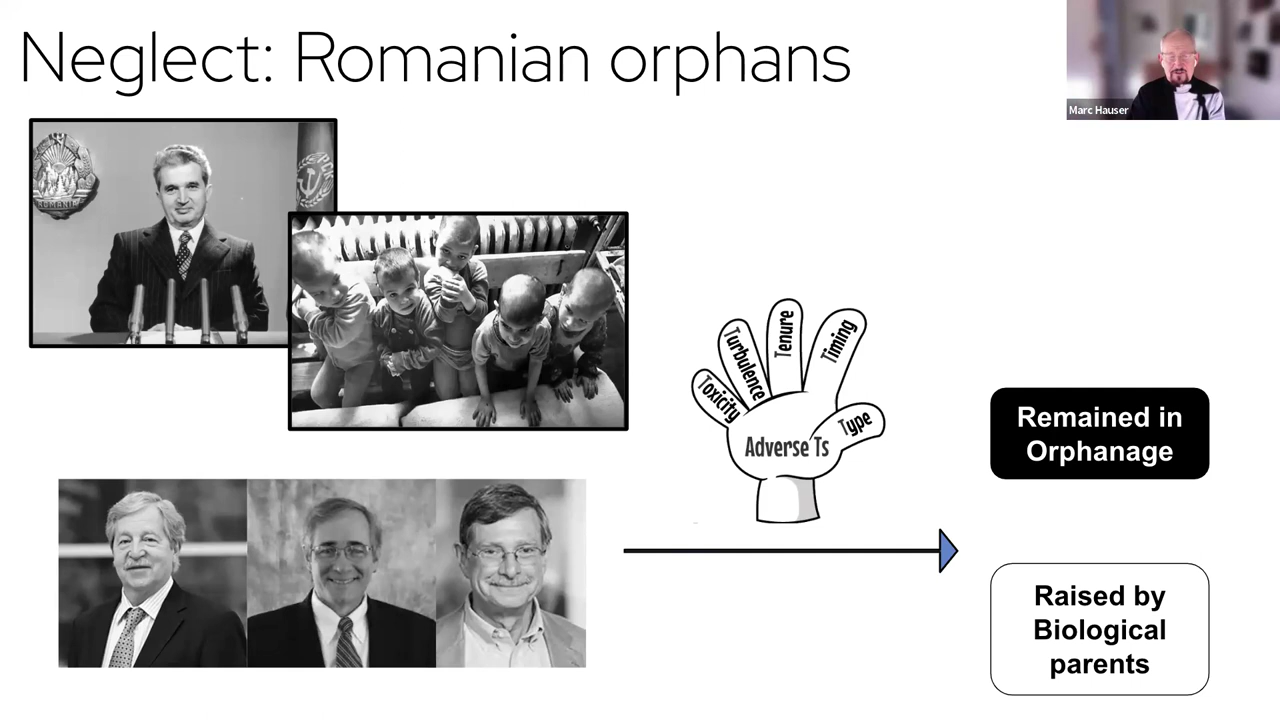 Neglect: Romanian orphans
Marc Hauser
ROMANIA
Toxicity
Turbulence
Tenure
Timing
Type
Adverse Ts
Remained in
Orphanage
Raised by
Biological
parents